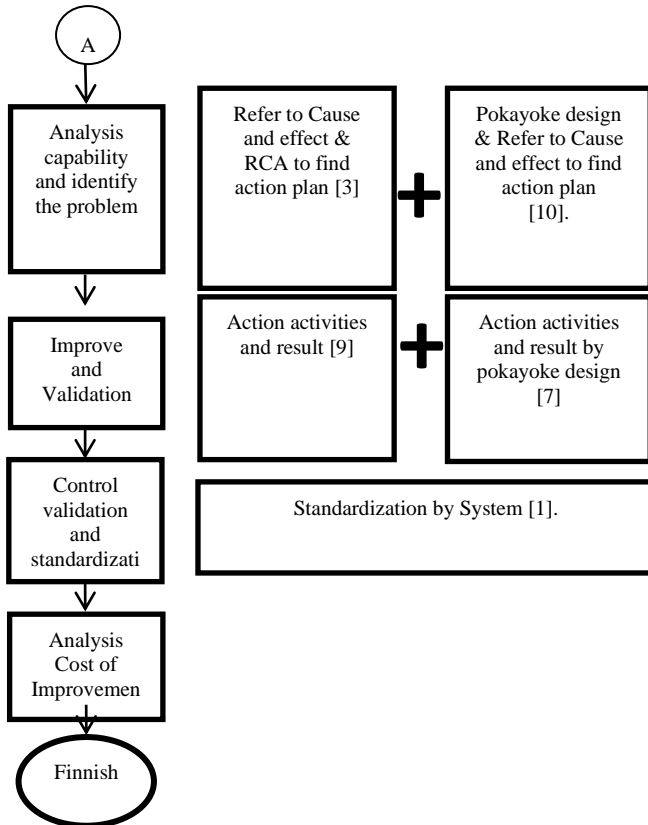 A
Analysis
capability
and identify
the problem
Refer to Cause
and effect &
RCA to find
action plan [3]
Pokayoke design
& Refer to Cause
and effect to find
action plan
[10].
Improve
and
Validation
Action activities
and result [9]
Action activities
and result by
pokayoke design
[7]
Control
validation
and
standardizati
Standardization by System [1].
Analysis
Cost of
Improvemen
Finnish